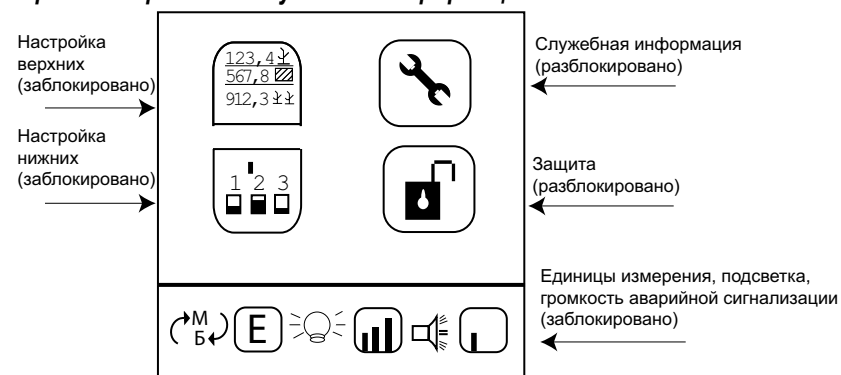 Настройка
верхних
(заблокировано)
123,4
567,8
912,3
Служебная информация
(разблокировано)
Настройка
нижних
(заблокировано)
1 2 3
Защита
(разблокировано)
Единицы измерения, подсветка,
громкость аварийной сигнализации
(заблокировано)
М
Б
E